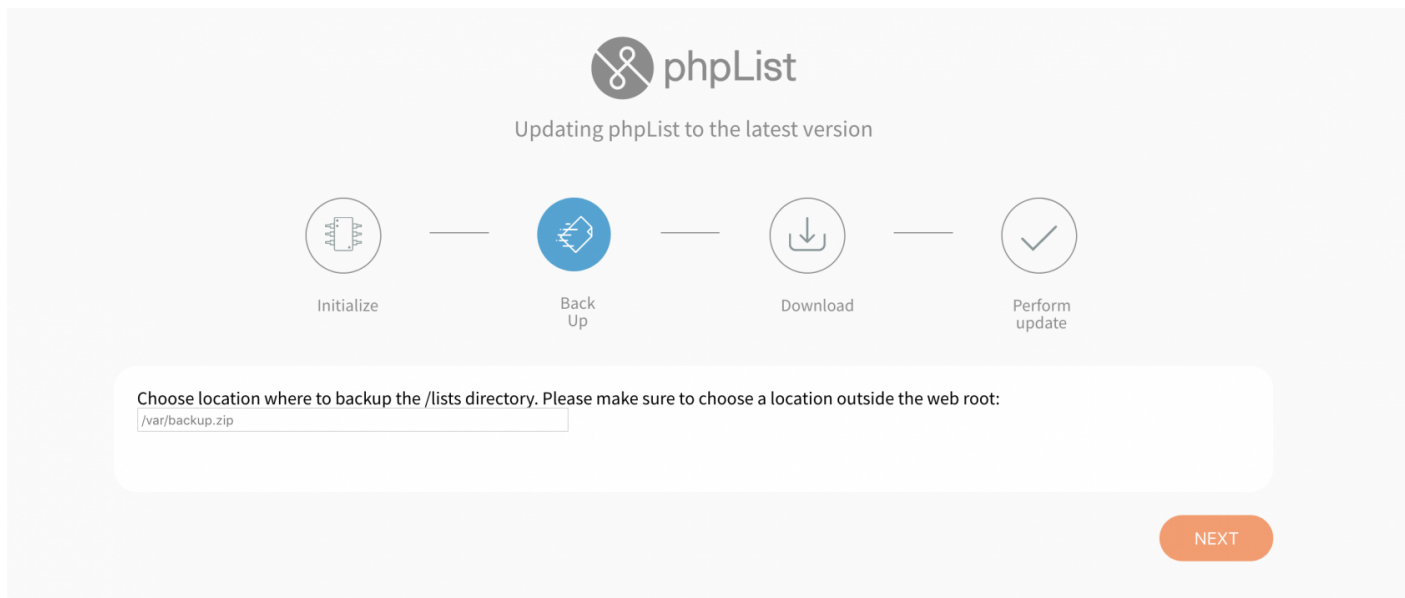 phpList
Updating phpList to the latest version
Initialize
Back
Up
Download
Perform
update
Choose location where to backup the /lists directory. Please make sure to choose a location outside the web root:
/var/backup.zip
NEXT